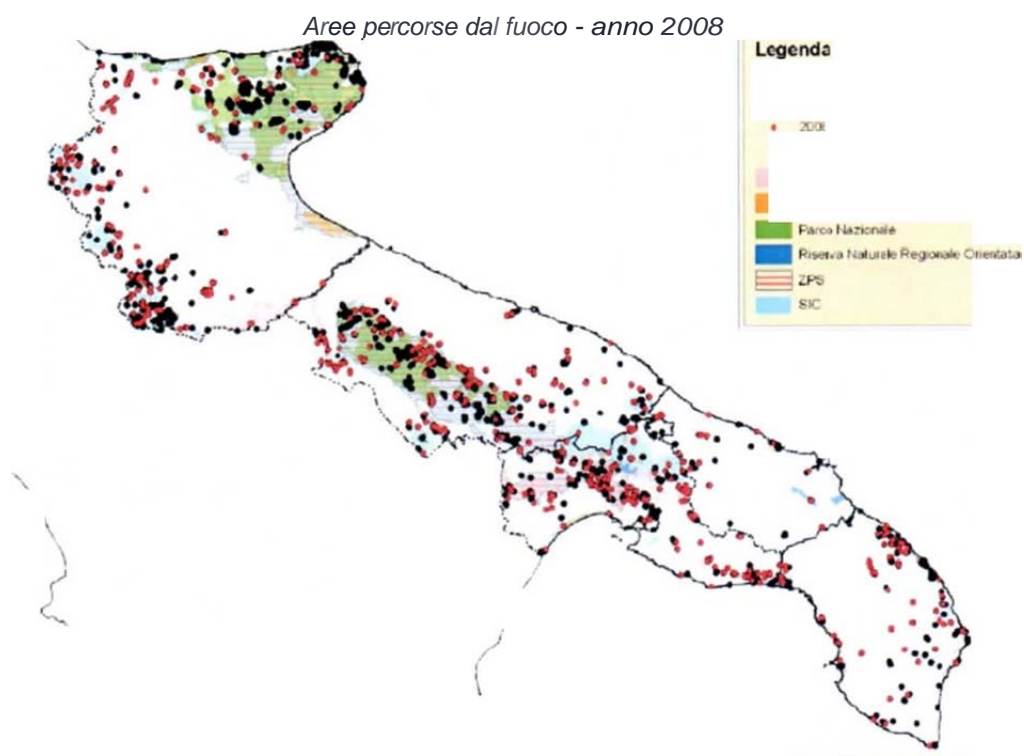 Aree percorse dal fuoco - anno 2008
Legenda
2008
Parco Nazionale
Riserva Naturale Regionale Orientata
ZPS
SIC